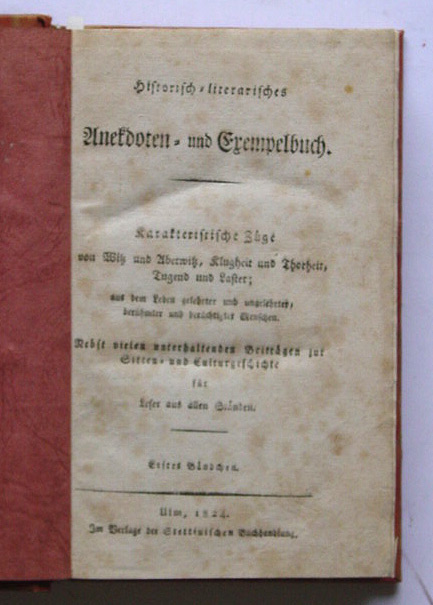 Historisch-literarisches
Anekdoten- und Exempelbuch.
Karakteristische Züge
von Witz und Aberwitz, Klugheit und Thorheit,
Tugend und Laster;
aus dem Leben gelehrter und ungelehrter,
berühmter und berüchtigter Menschen.
Nebst vielen unterhaltenden Beiträgen zur
Sitten- und Culturgeschichte
für
Leser aus allen Ständen.
Erstes Bändchen.
Ulm, 1824.
Im Verlage der Stettinischen Buchhandlung.